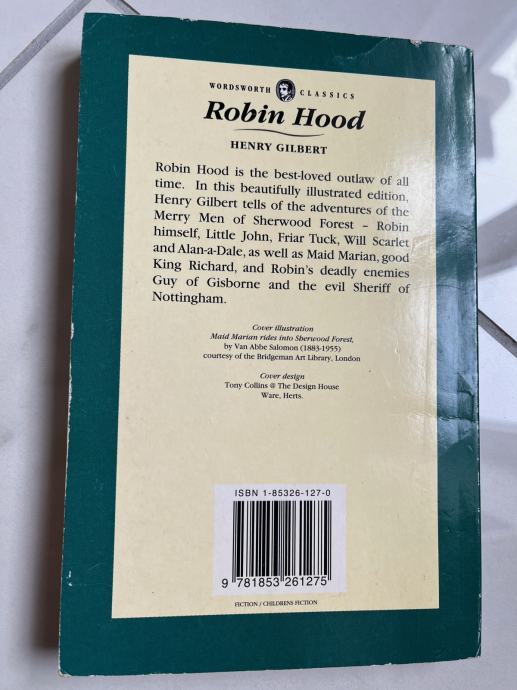 WORDSWORTH CLASSICS
Robin Hood
HENRY GILBERT
Robin Hood is the best-loved outlaw of all
time. In this beautifully illustrated edition,
Henry Gilbert tells of the adventures of the
Merry Men of Sherwood Forest – Robin
himself, Little John, Friar Tuck, Will Scarlet
and Alan-a-Dale, as well as Maid Marian, good
King Richard, and Robin's deadly enemies
Guy of Gisborne and the evil Sheriff of
Nottingham.
Cover illustration
Maid Marian rides into Sherwood Forest,
by Van Abbe Salomon (1883-1955)
courtesy of the Bridgeman Art Library, London
Cover design
Tony Collins @ The Design House
Ware, Herts.
ISBN 1-85326-127-0
9 781853 261275
FICTION / CHILDRENS FICTION